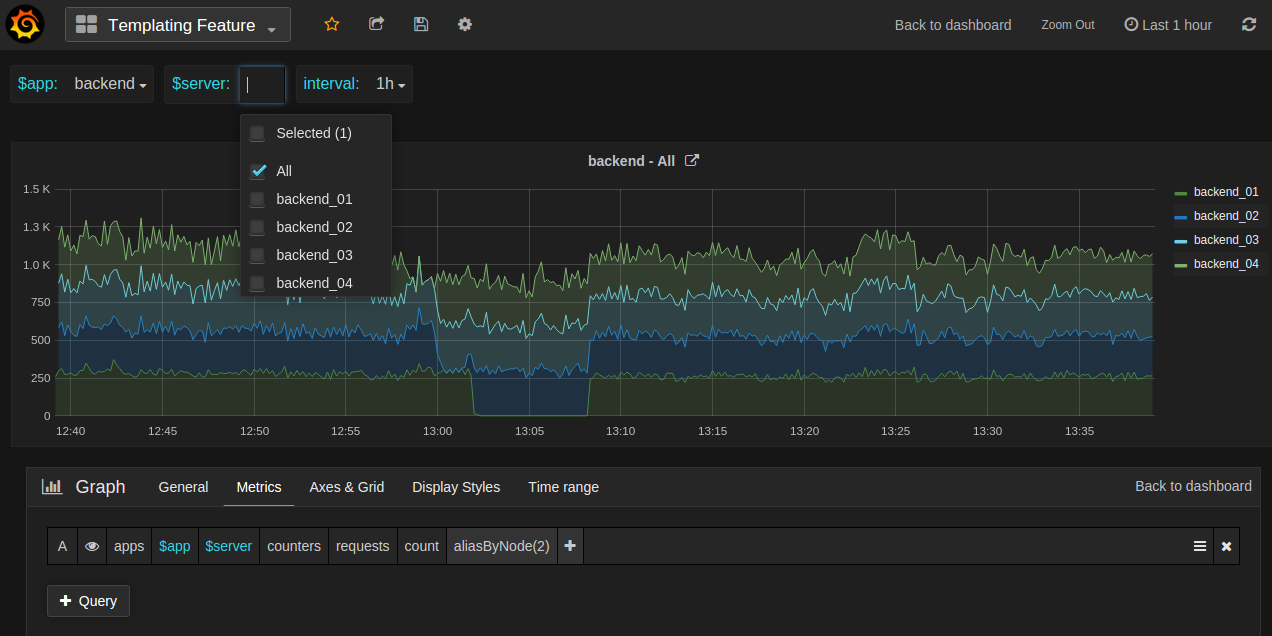 Templating Feature
Back to dashboard Zoom Out Last 1 hour
$app: backend $server: interval: 1h
Selected (1)
All
backend_01
backend_02
backend_03
backend_04
backend - All
1.5 K
1.3 K
1.0 K
750
500
250
0
12:40 12:45 12:50 12:55 13:00 13:05 13:10 13:15 13:20 13:25 13:30 13:35
backend_01
backend_02
backend_03
backend_04
Graph General Metrics Axes & Grid Display Styles Time range Back to dashboard
A apps $app $server counters requests count aliasByNode(2)
Query